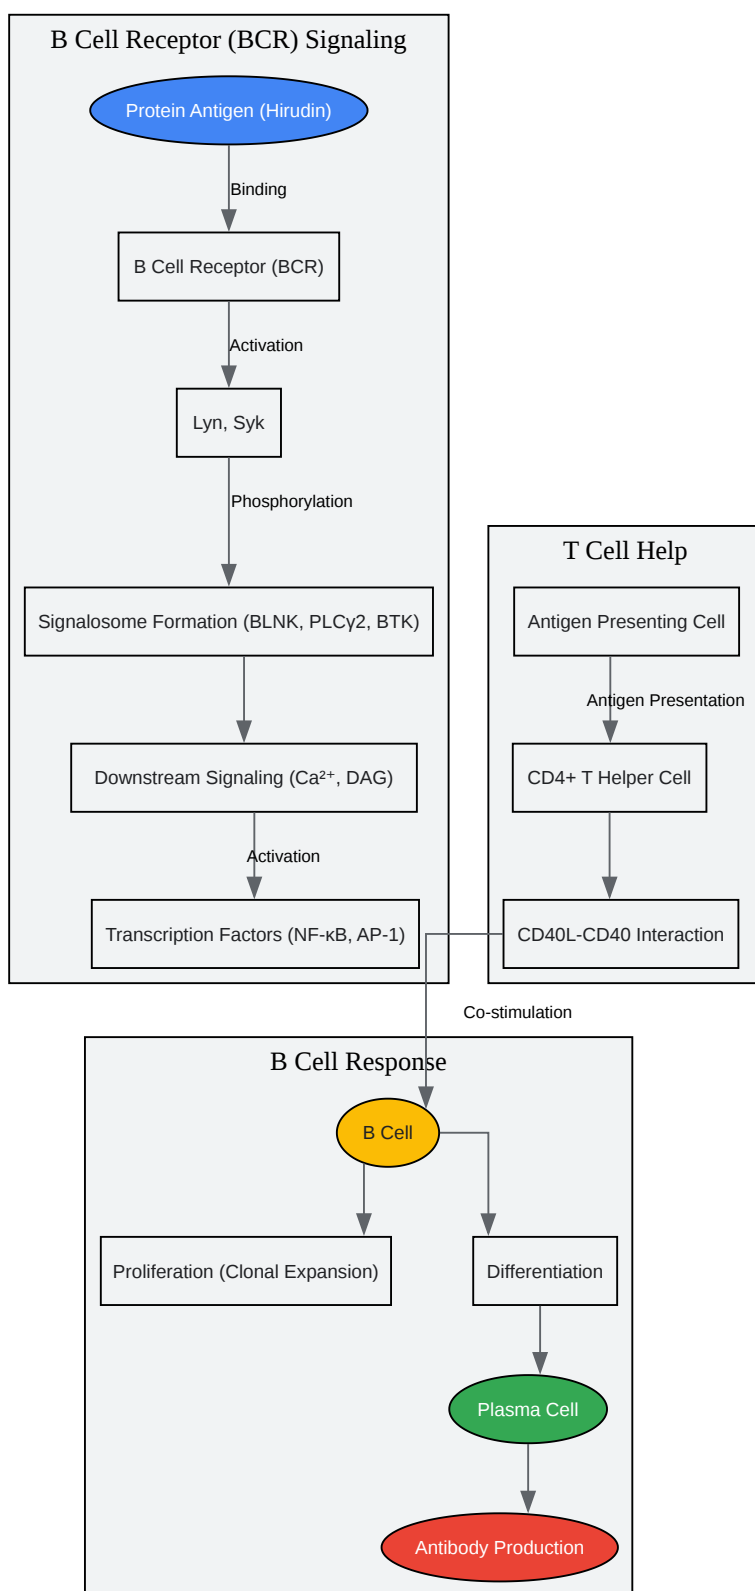 B Cell Receptor (BCR) Signaling
Protein Antigen (Hirudin)
Binding
B Cell Receptor (BCR)
Activation
Lyn, Syk
Phosphorylation
Signalosome Formation (BLNK, PLCγ2, BTK)
Downstream Signaling (Ca²⁺, DAG)
Activation
Transcription Factors (NF-κB, AP-1)
T Cell Help
Antigen Presenting Cell
Antigen Presentation
CD4+ T Helper Cell
CD40L-CD40 Interaction
Co-stimulation
B Cell Response
B Cell
Proliferation (Clonal Expansion)
Differentiation
Plasma Cell
Antibody Production